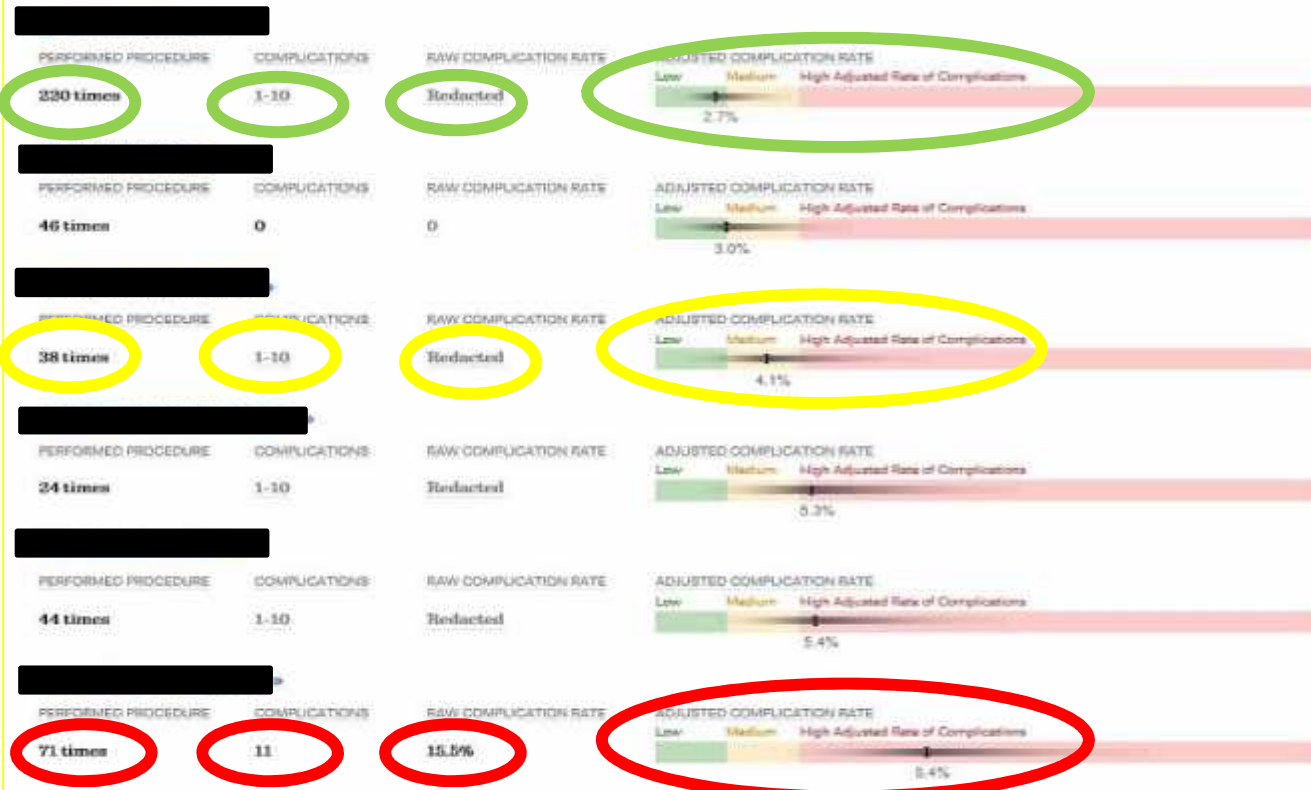 PERFORMED PROCEDURE COMPLICATIONS RAW COMPLICATION RATE ADJUSTED COMPLICATION RATE
Low Medium High Adjusted Rate of Complications
220 times 1-10 Redacted
2.7%
PERFORMED PROCEDURE COMPLICATIONS RAW COMPLICATION RATE ADJUSTED COMPLICATION RATE
Low Medium High Adjusted Rate of Complications
46 times 0 0
3.0%
PERFORMED PROCEDURE COMPLICATIONS RAW COMPLICATION RATE ADJUSTED COMPLICATION RATE
Low Medium High Adjusted Rate of Complications
38 times 1-10 Redacted
4.1%
PERFORMED PROCEDURE COMPLICATIONS RAW COMPLICATION RATE ADJUSTED COMPLICATION RATE
Low Medium High Adjusted Rate of Complications
24 times 1-10 Redacted
5.3%
PERFORMED PROCEDURE COMPLICATIONS RAW COMPLICATION RATE ADJUSTED COMPLICATION RATE
Low Medium High Adjusted Rate of Complications
44 times 1-10 Redacted
5.4%
PERFORMED PROCEDURE COMPLICATIONS RAW COMPLICATION RATE ADJUSTED COMPLICATION RATE
Low Medium High Adjusted Rate of Complications
71 times 11 15.5%